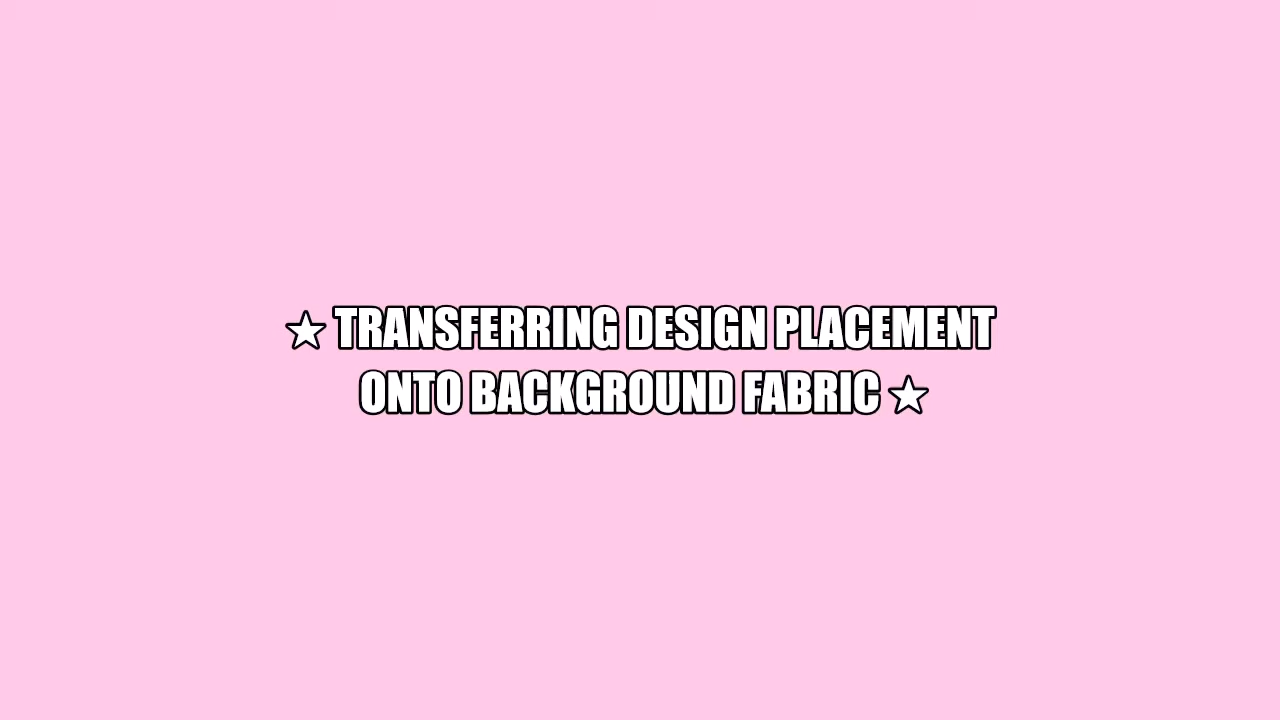 ★ TRANSFERRING DESIGN PLACEMENT
ONTO BACKGROUND FABRIC ★